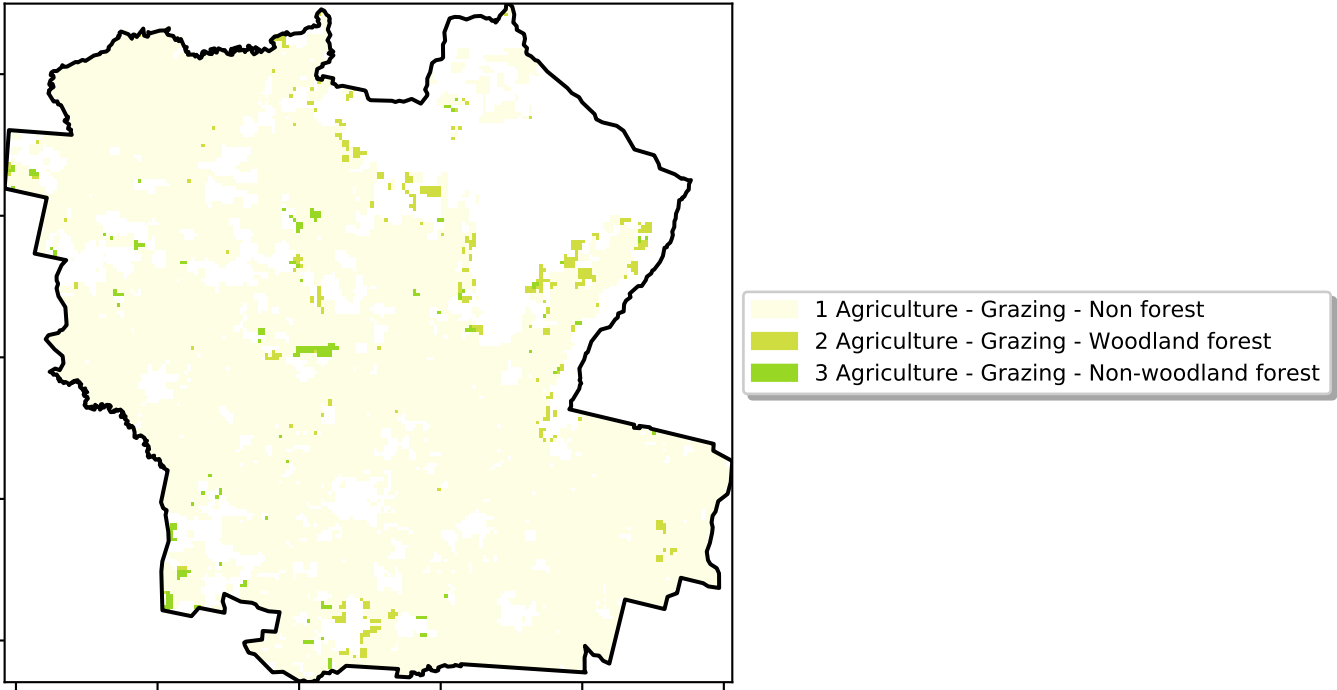 1 Agriculture - Grazing - Non forest
2 Agriculture - Grazing - Woodland forest
3 Agriculture - Grazing - Non-woodland forest